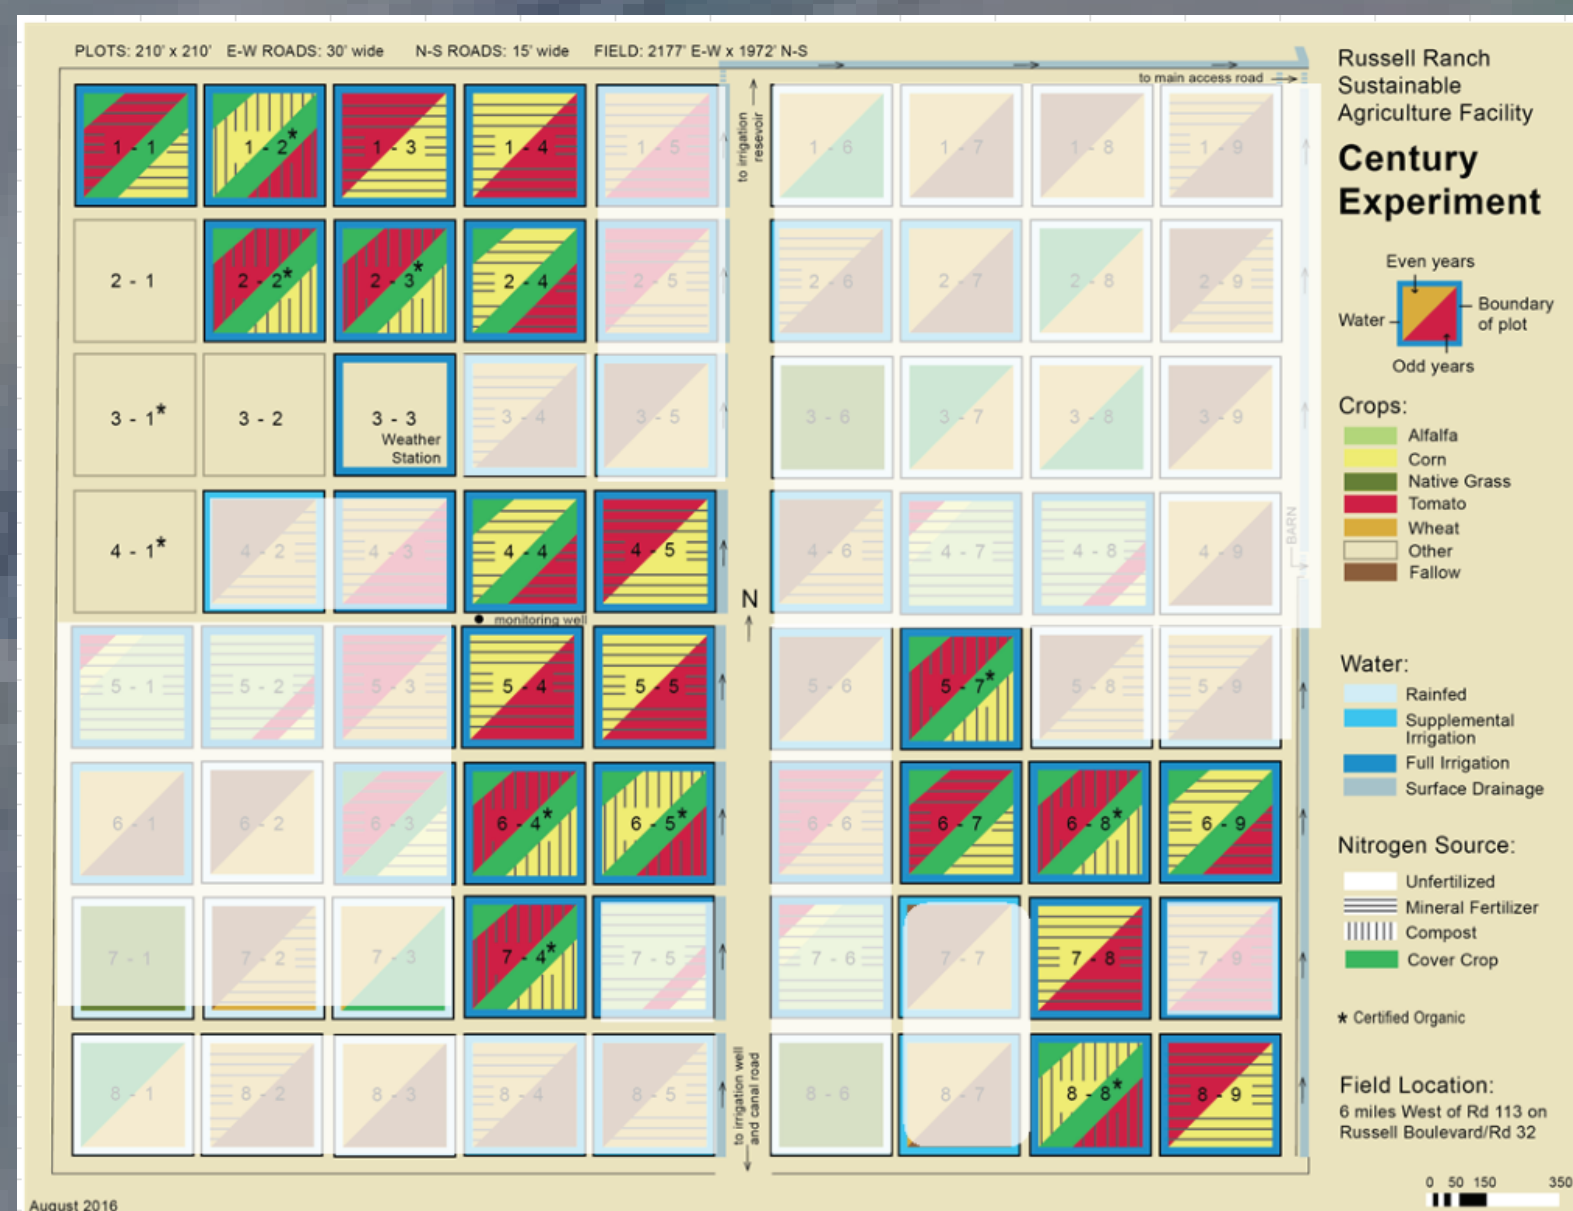 PLOTS: 210' x 210' E-W ROADS: 30' wide N-S ROADS: 15' wide FIELD: 2177' E-W x 1972' N-S
to main access road
to irrigation
resevoir
1 - 1 1 - 2* 1 - 3 1 - 4 1 - 5 1 - 6 1 - 7 1 - 8 1 - 9
2 - 1 2 - 2* 2 - 3* 2 - 4 2 - 5 2 - 6 2 - 7 2 - 8 2 - 9
3 - 1* 3 - 2 3 - 3 3 - 4 3 - 5 3 - 6 3 - 7 3 - 8 3 - 9
Weather
Station
4 - 1* 4 - 2 4 - 3 4 - 4 4 - 5 4 - 6 4 - 7 4 - 8 4 - 9
BARN
N
monitoring well
5 - 1 5 - 2 5 - 3 5 - 4 5 - 5 5 - 6 5 - 7* 5 - 8 5 - 9
6 - 1 6 - 2 6 - 3 6 - 4* 6 - 5* 6 - 6 6 - 7 6 - 8* 6 - 9
7 - 1 7 - 2 7 - 3 7 - 4* 7 - 5 7 - 6 7 - 7 7 - 8 7 - 9
8 - 1 8 - 2 8 - 3 8 - 4 8 - 5 8 - 6 8 - 7 8 - 8* 8 - 9
to irrigation well
and canal road
August 2016
Russell Ranch
Sustainable
Agriculture Facility
Century
Experiment
Even years
Water
Boundary
of plot
Odd years
Crops:
Alfalfa
Corn
Native Grass
Tomato
Wheat
Other
Fallow
Water:
Rainfed
Supplemental
Irrigation
Full Irrigation
Surface Drainage
Nitrogen Source:
Unfertilized
Mineral Fertilizer
Compost
Cover Crop
* Certified Organic
Field Location:
6 miles West of Rd 113 on
Russell Boulevard/Rd 32
0 50 150 350